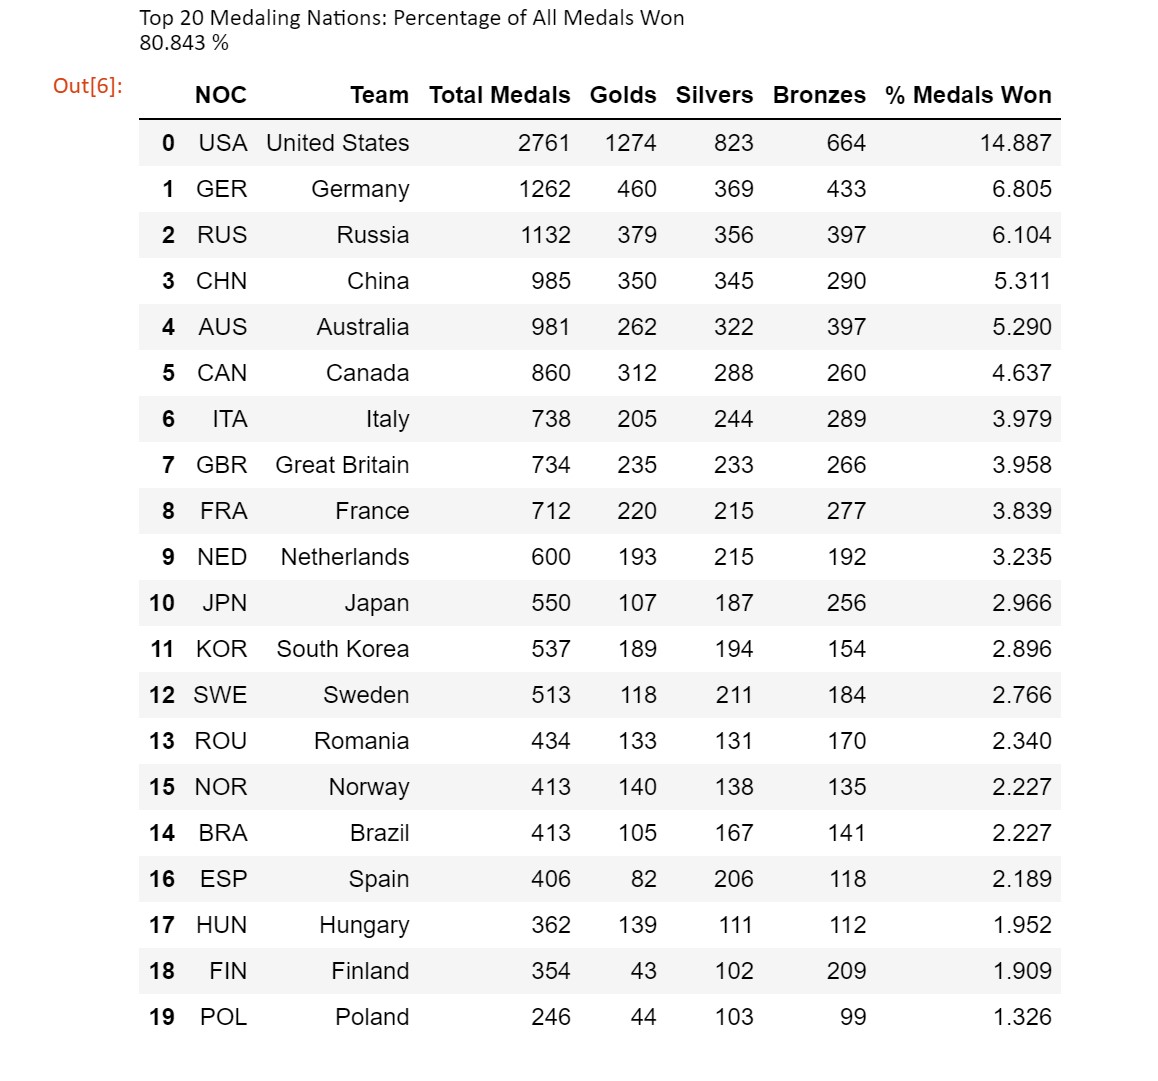 Top 20 Medaling Nations: Percentage of All Medals Won
80.843 %
Out[6]:
NOC Team Total Medals Golds Silvers Bronzes % Medals Won
0 USA United States 2761 1274 823 664 14.887
1 GER Germany 1262 460 369 433 6.805
2 RUS Russia 1132 379 356 397 6.104
3 CHN China 985 350 345 290 5.311
4 AUS Australia 981 262 322 397 5.290
5 CAN Canada 860 312 288 260 4.637
6 ITA Italy 738 205 244 289 3.979
7 GBR Great Britain 734 235 233 266 3.958
8 FRA France 712 220 215 277 3.839
9 NED Netherlands 600 193 215 192 3.235
10 JPN Japan 550 107 187 256 2.966
11 KOR South Korea 537 189 194 154 2.896
12 SWE Sweden 513 118 211 184 2.766
13 ROU Romania 434 133 131 170 2.340
15 NOR Norway 413 140 138 135 2.227
14 BRA Brazil 413 105 167 141 2.227
16 ESP Spain 406 82 206 118 2.189
17 HUN Hungary 362 139 111 112 1.952
18 FIN Finland 354 43 102 209 1.909
19 POL Poland 246 44 103 99 1.326